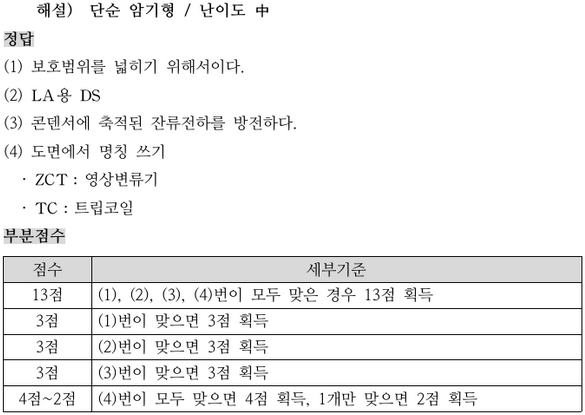 해설) 단순 암기형 / 난이도 中
정답
(1) 보호범위를 넓히기 위해서이다.
(2) LA용 DS
(3) 콘덴서에 축적된 잔류전하를 방전하다.
(4) 도면에서 명칭 쓰기
· ZCT : 영상변류기
· TC : 트립코일
부분점수
점수 세부기준
13점 (1), (2), (3), (4)번이 모두 맞은 경우 13점 획득
3점 (1)번이 맞으면 3점 획득
3점 (2)번이 맞으면 3점 획득
3점 (3)번이 맞으면 3점 획득
4점~2점 (4)번이 모두 맞으면 4점 획득, 1개만 맞으면 2점 획득